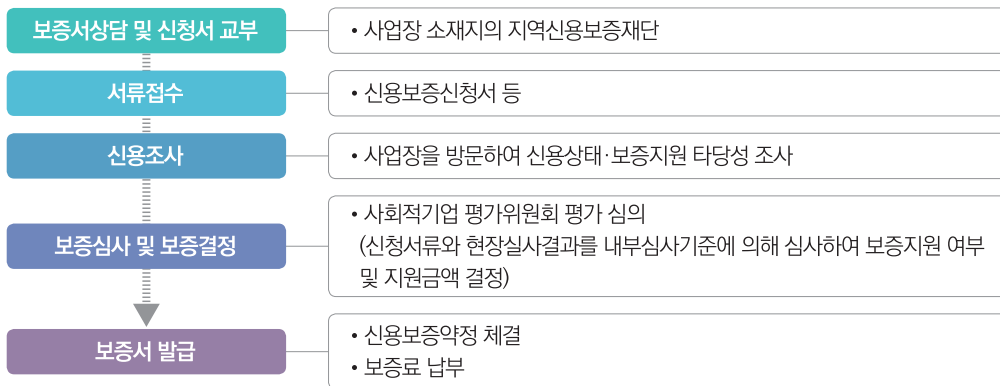 보증서상담 및 신청서 교부
• 사업장 소재지의 지역신용보증재단
서류접수
• 신용보증신청서 등
신용조사
• 사업장을 방문하여 신용상태·보증지원 타당성 조사
보증심사 및 보증결정
• 사회적기업 평가위원회 평가 심의
(신청서류와 현장실사결과를 내부심사기준에 의해 심사하여 보증지원 여부
및 지원금액 결정)
보증서 발급
• 신용보증약정 체결
• 보증료 납부